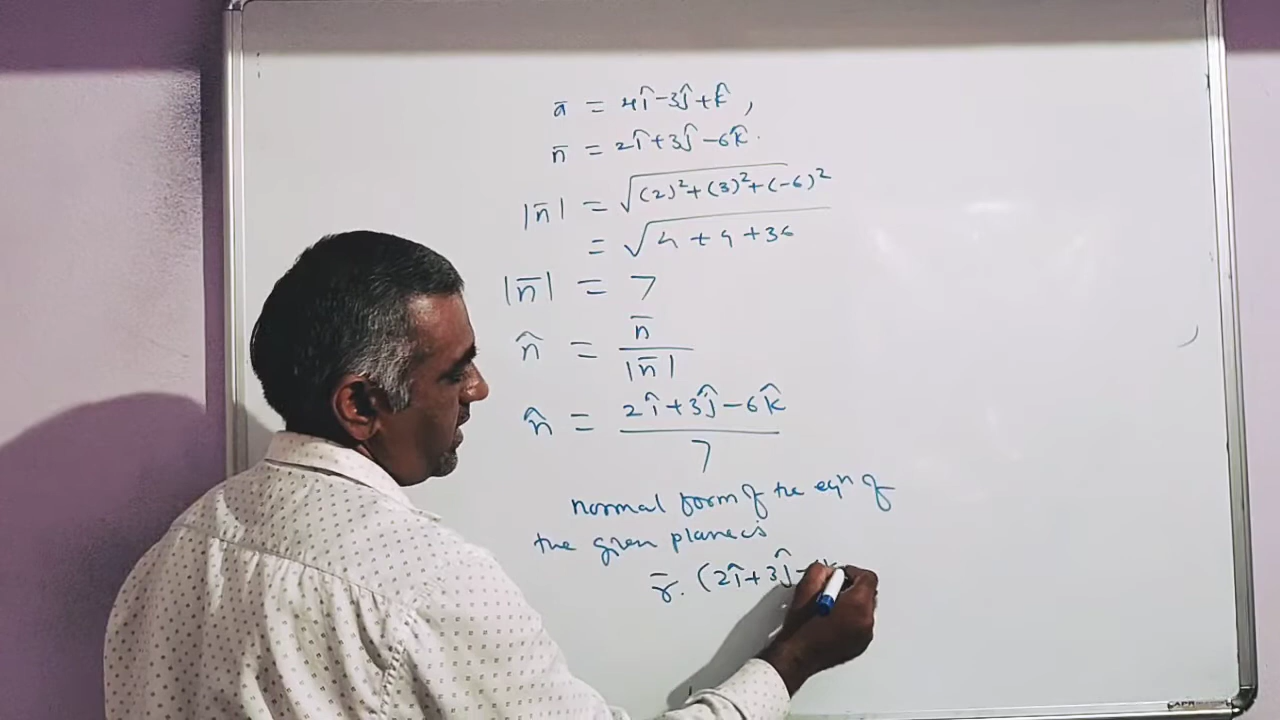 a̅ = 4î-3ĵ+k̂,
n̅ = 2î+3ĵ-6k̂.
|n̅| = √(2)²+(3)²+(-6)²
= √4+9+36
|n̅| = 7
n̂ = n̅/|n̅|
n̂ = 2î+3ĵ-6k̂/7
normal form of the eqn of
the given plane is
r̅. (2î+3ĵ-